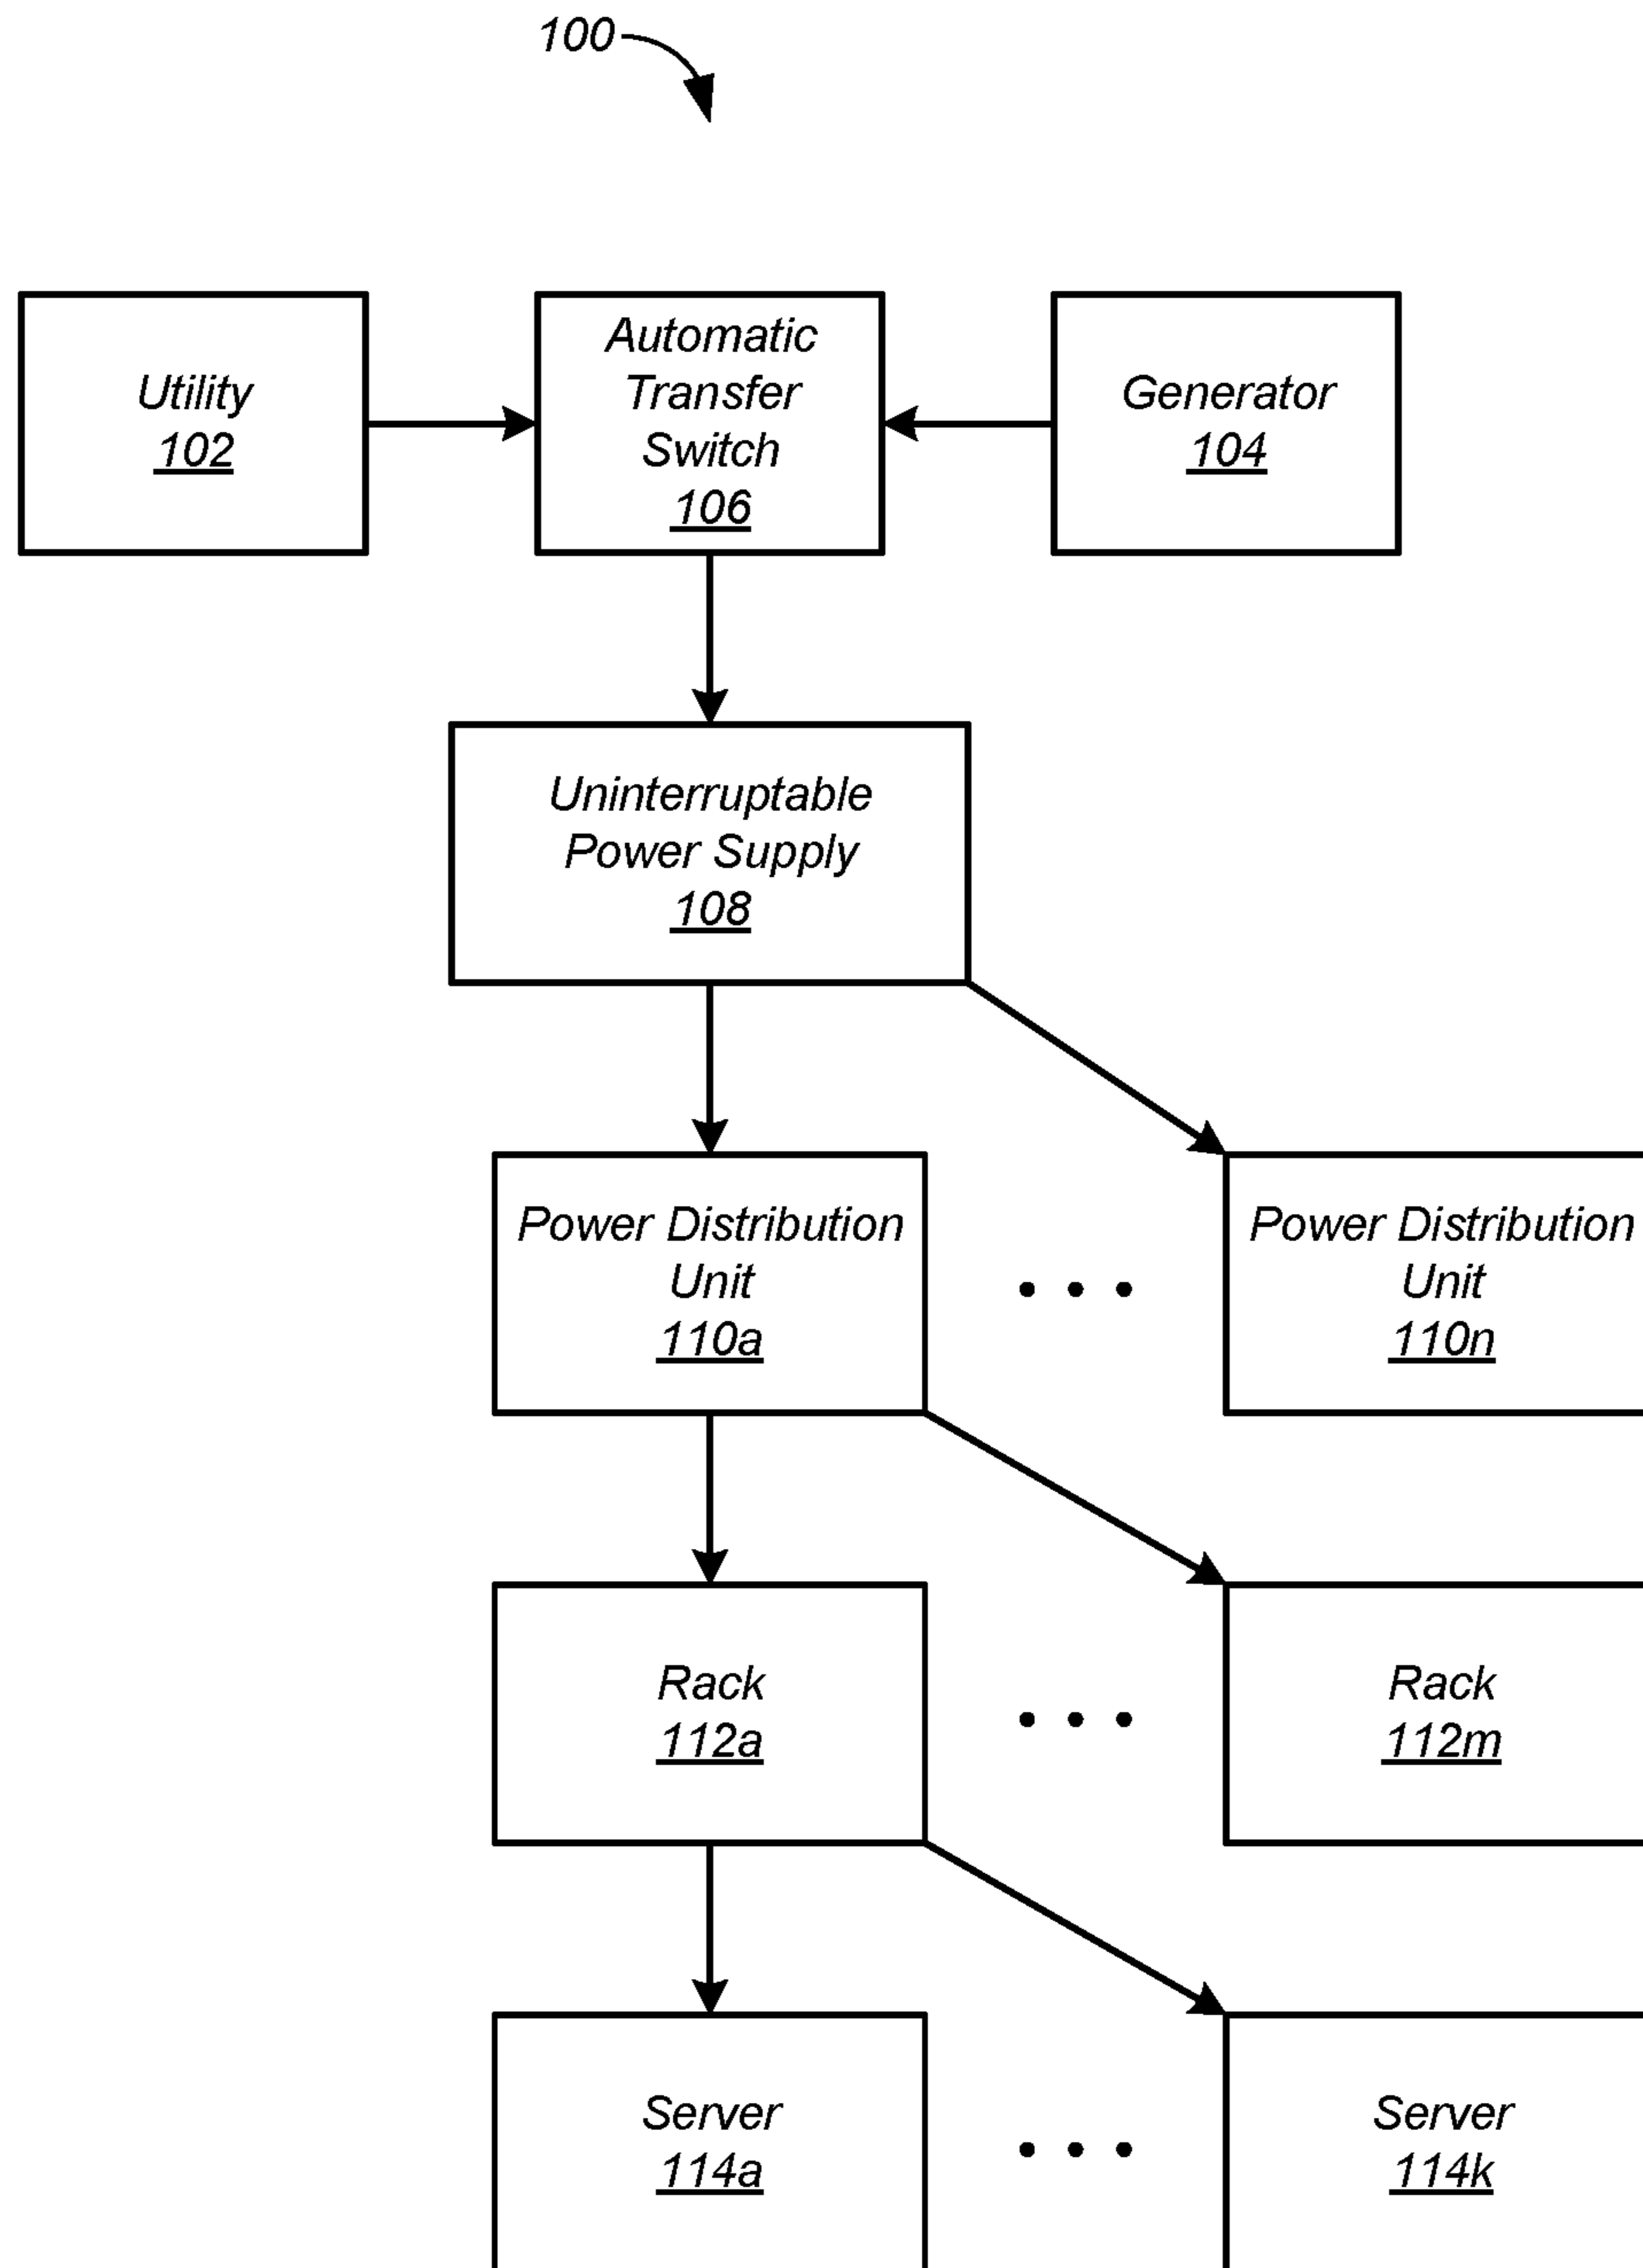 100
Utility
102
Automatic
Transfer
Switch
106
Generator
104
Uninterruptable
Power Supply
108
Power Distribution
Unit
110a
Power Distribution
Unit
110n
Rack
112a
Rack
112m
Server
114a
Server
114k